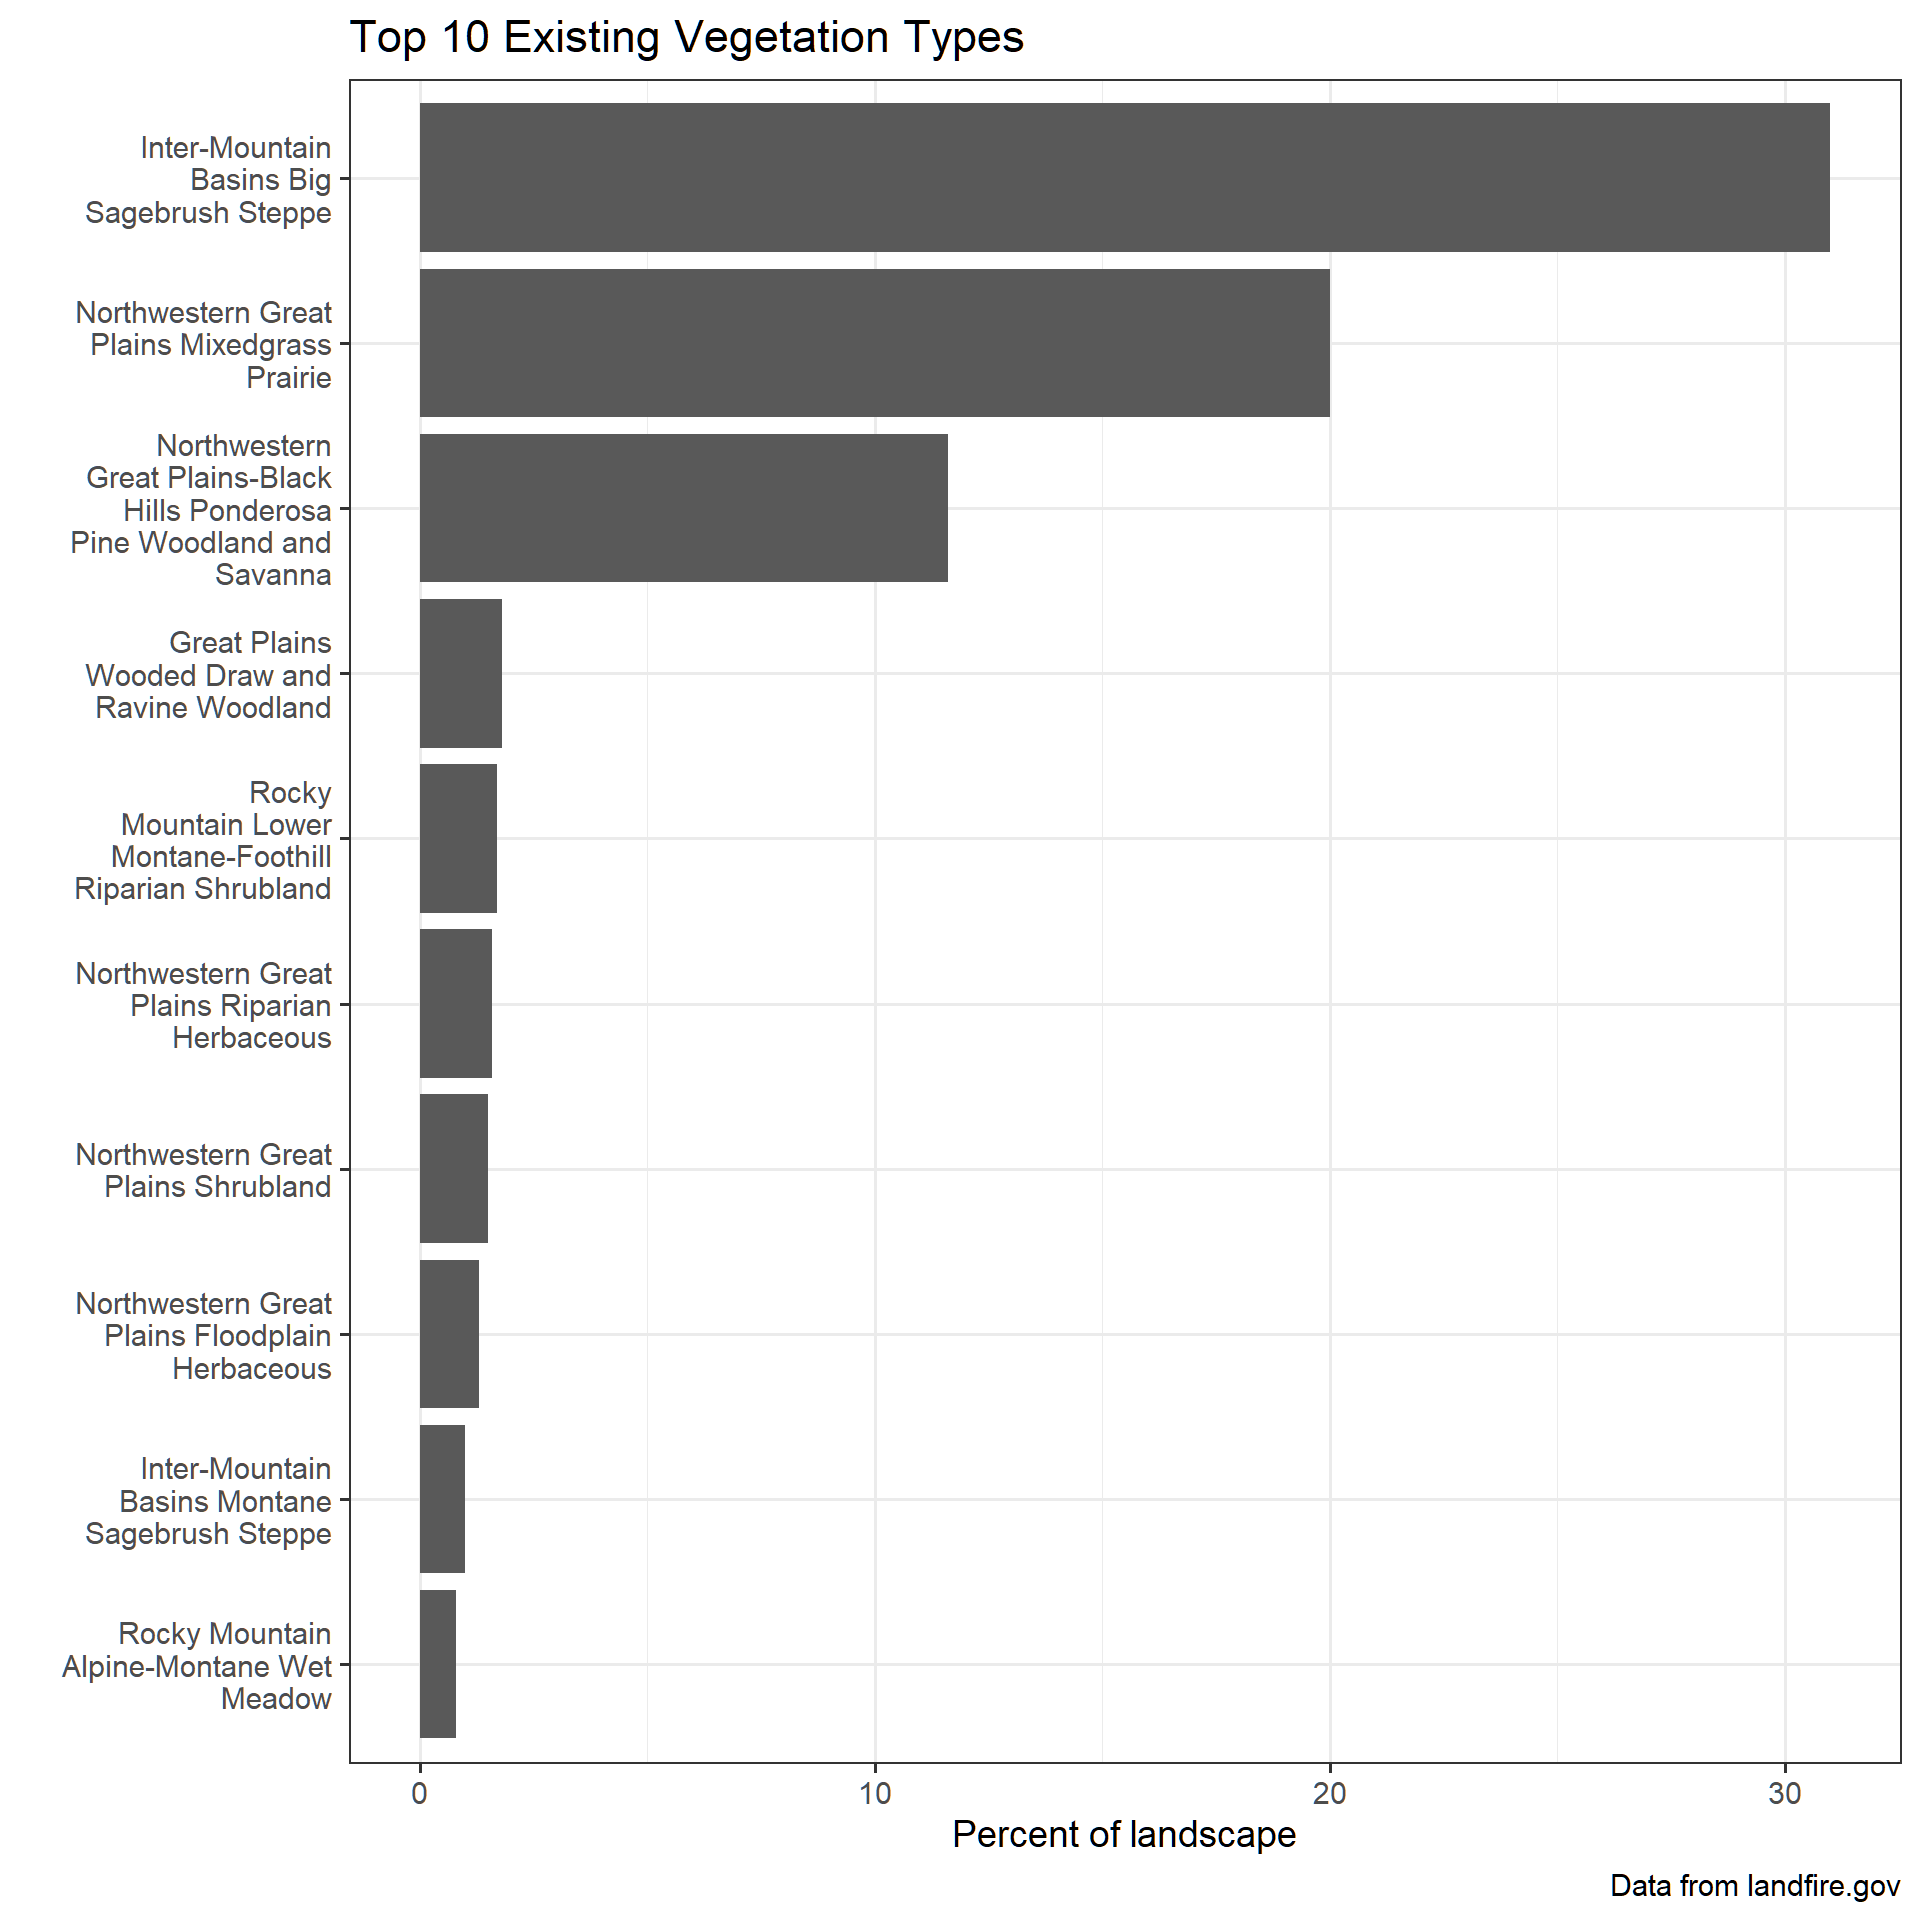 Top 10 Existing Vegetation Types
Inter-Mountain
Basins Big
Sagebrush Steppe
Northwestern Great
Plains Mixedgrass
Prairie
Northwestern
Great Plains-Black
Hills Ponderosa
Pine Woodland and
Savanna
Great Plains
Wooded Draw and
Ravine Woodland
Rocky
Mountain Lower
Montane-Foothill
Riparian Shrubland
Northwestern Great
Plains Riparian
Herbaceous
Northwestern Great
Plains Shrubland
Northwestern Great
Plains Floodplain
Herbaceous
Inter-Mountain
Basins Montane
Sagebrush Steppe
Rocky Mountain
Alpine-Montane Wet
Meadow
0 10 20 30
Percent of landscape
Data from landfire.gov